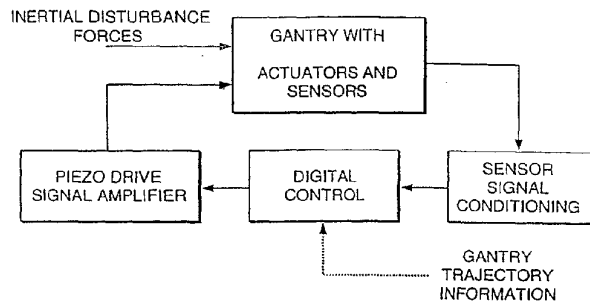 INERTIAL DISTURBANCE
FORCES
GANTRY WITH
ACTUATORS AND
SENSORS
PIEZO DRIVE
SIGNAL AMPLIFIER
DIGITAL
CONTROL
SENSOR
SIGNAL
CONDITIONING
GANTRY
TRAJECTORY
INFORMATION